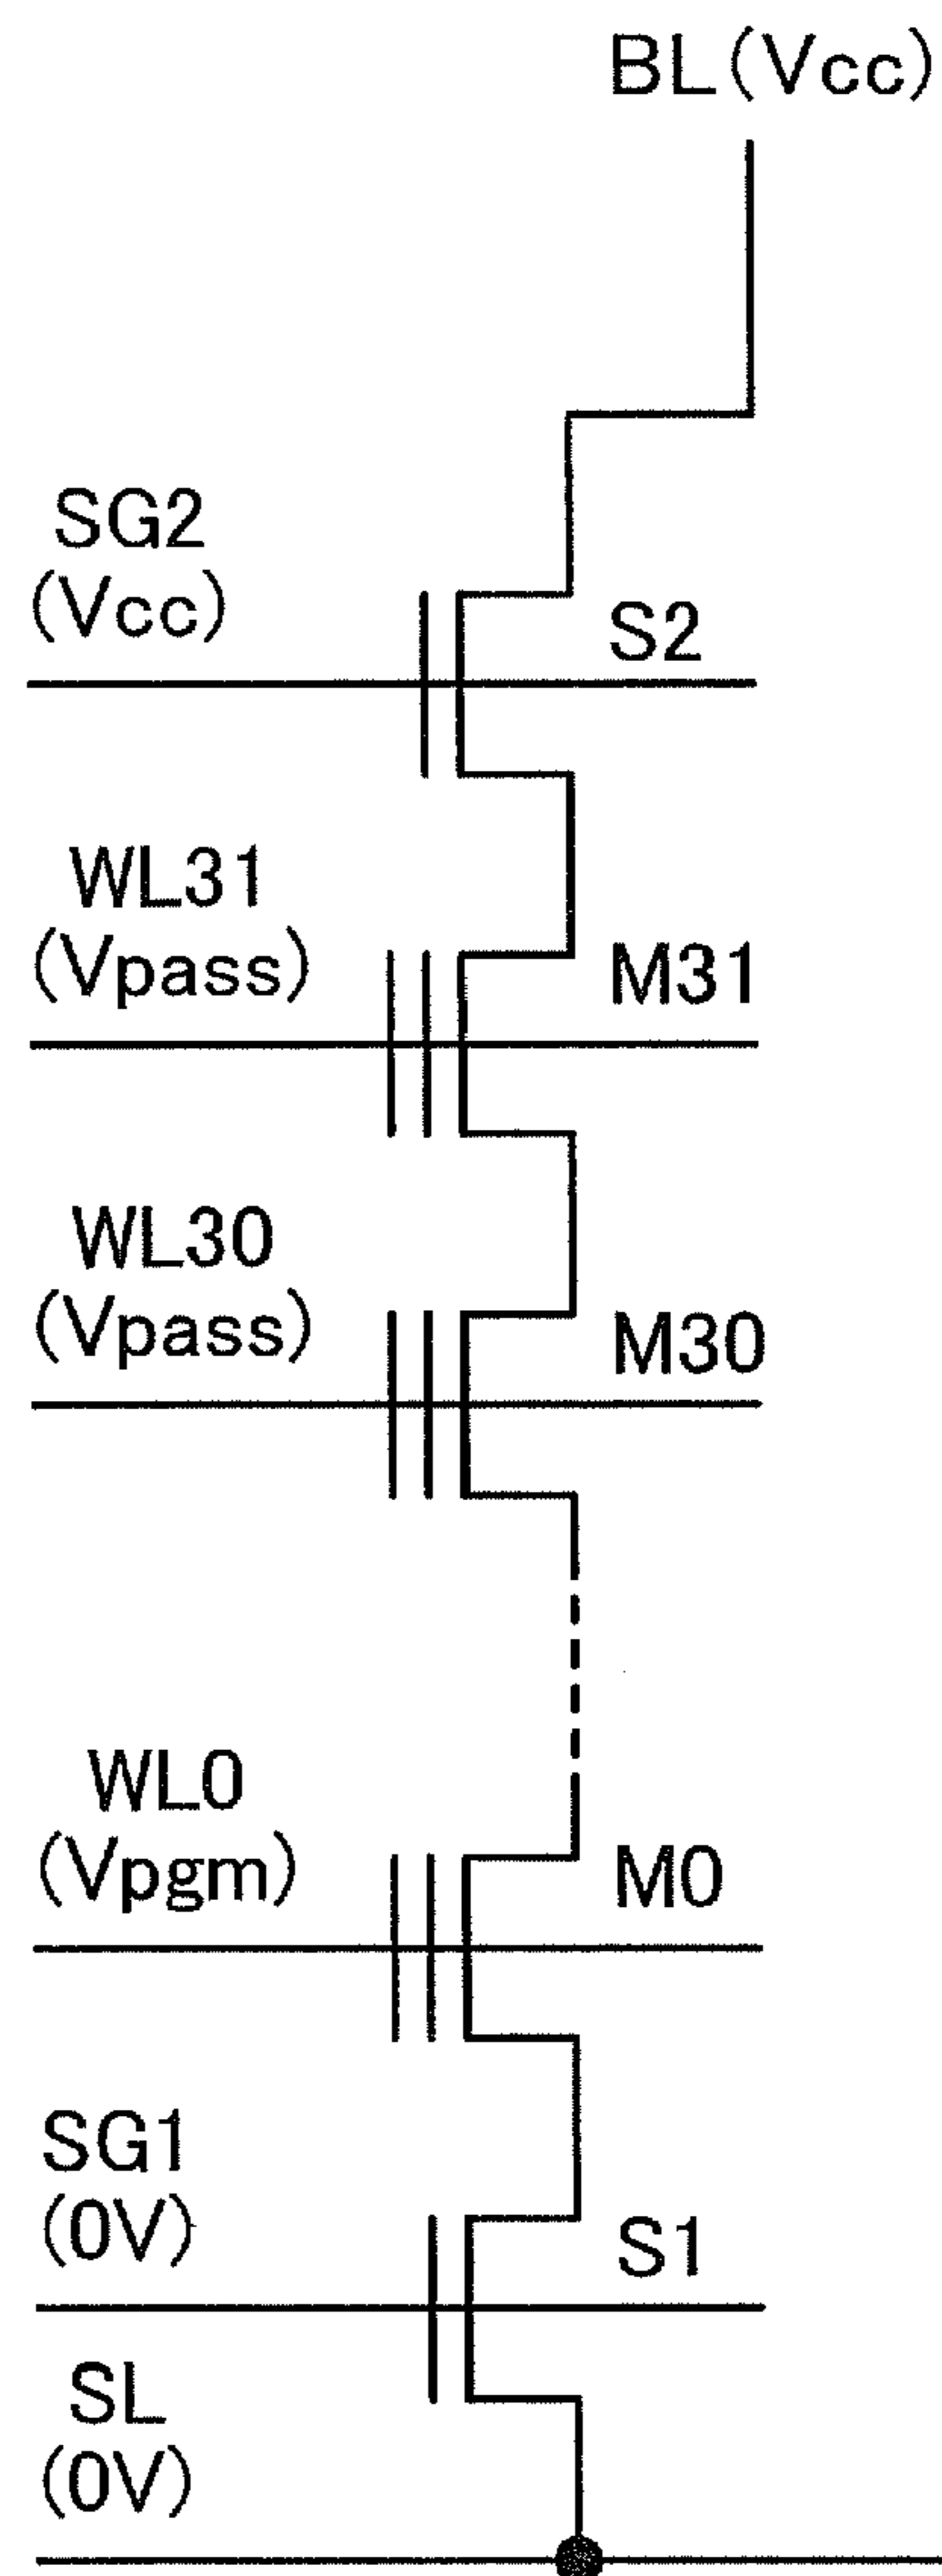 BL(Vcc)
SG2
(Vcc)
S2
WL31
(Vpass)
M31
WL30
(Vpass)
M30
WL0
(Vpgm)
M0
SG1
(0V)
S1
SL
(0V)